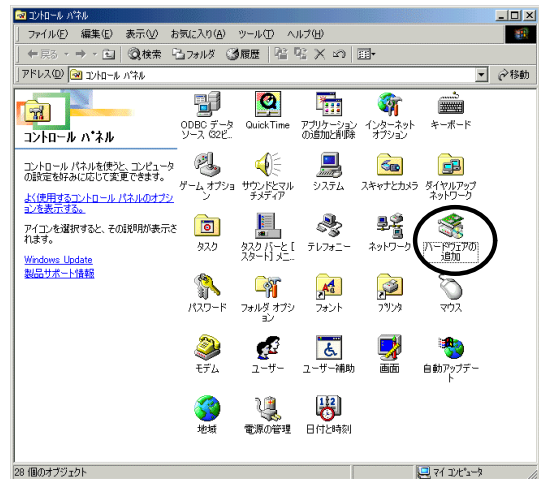 コントロール パネル
ファイル(F) 編集(E) 表示(V) お気に入り(A) ツール(T) ヘルプ(H)
戻る 検索 フォルダ 履歴
アドレス(D) コントロール パネル 移動
コントロール パネル
コントロール パネルを使うと、コンピュータ
の設定を好みに応じて変更できます。
よく使用するコントロール パネルのオプシ
ョンを表示する。
アイコンを選択すると、その説明が表示さ
れます。
Windows Update
製品サポート情報
ODBC データ
ソース (32ビ...
QuickTime
アプリケーション
の追加と削除
インターネット
オプション
キーボード
ゲーム オプショ
ン
サウンドとマル
チメディア
システム
スキャナとカメラ
ダイヤルアップ
ネットワーク
タスク
タスク バーと [
スタート] メニ...
テレフォニー
ネットワーク
ハードウェアの
追加
パスワード
フォルダ オプシ
ョン
フォント
プリンタ
マウス
モデム
ユーザー
ユーザー補助
画面
自動アップデー
ト
地域
電源の管理
日付と時刻
28 個のオブジェクト
マイ コンピュータ